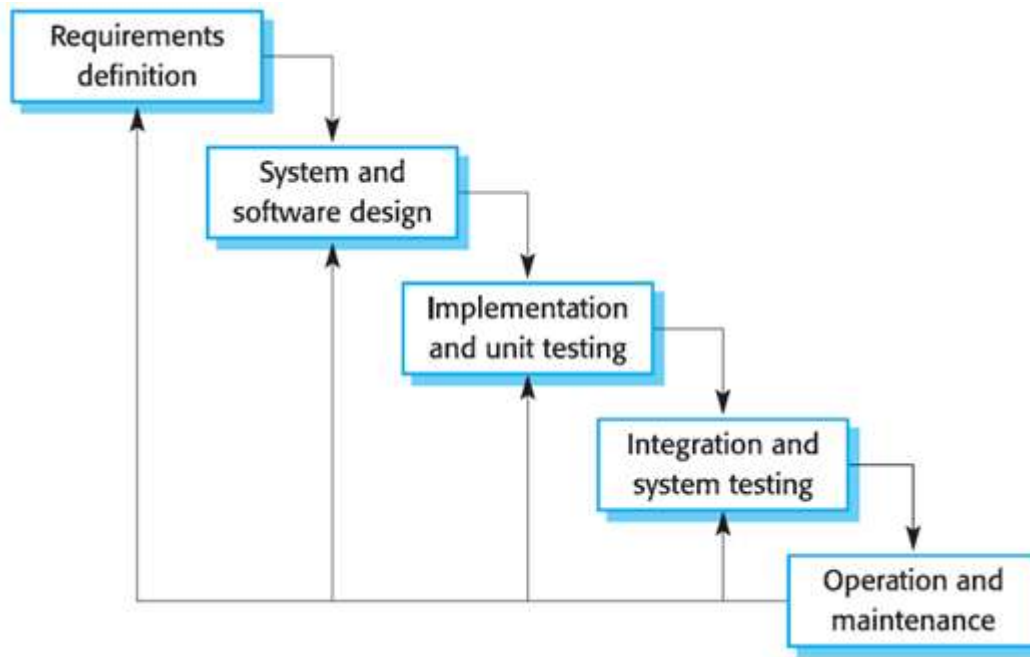 Requirements
definition
System and
software design
Implementation
and unit testing
Integration and
system testing
Operation and
maintenance